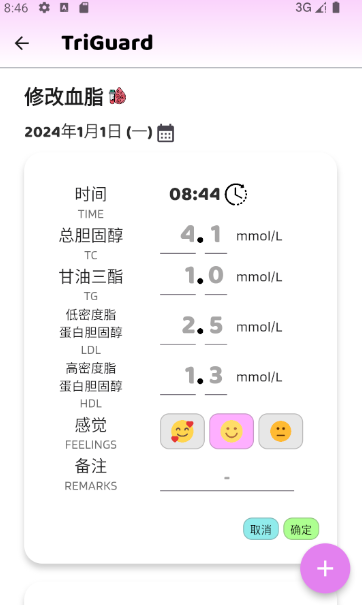 8:46 3G
TriGuard
修改血脂
2024年1月1日 (一)
时间 08:44
TIME
总胆固醇 4.1 mmol/L
TC
甘油三酯 1.0 mmol/L
TG
低密度脂
蛋白胆固醇 2.5 mmol/L
LDL
高密度脂
蛋白胆固醇 1.3 mmol/L
HDL
感觉
FEELINGS
备注 -
REMARKS
取消 确定
+